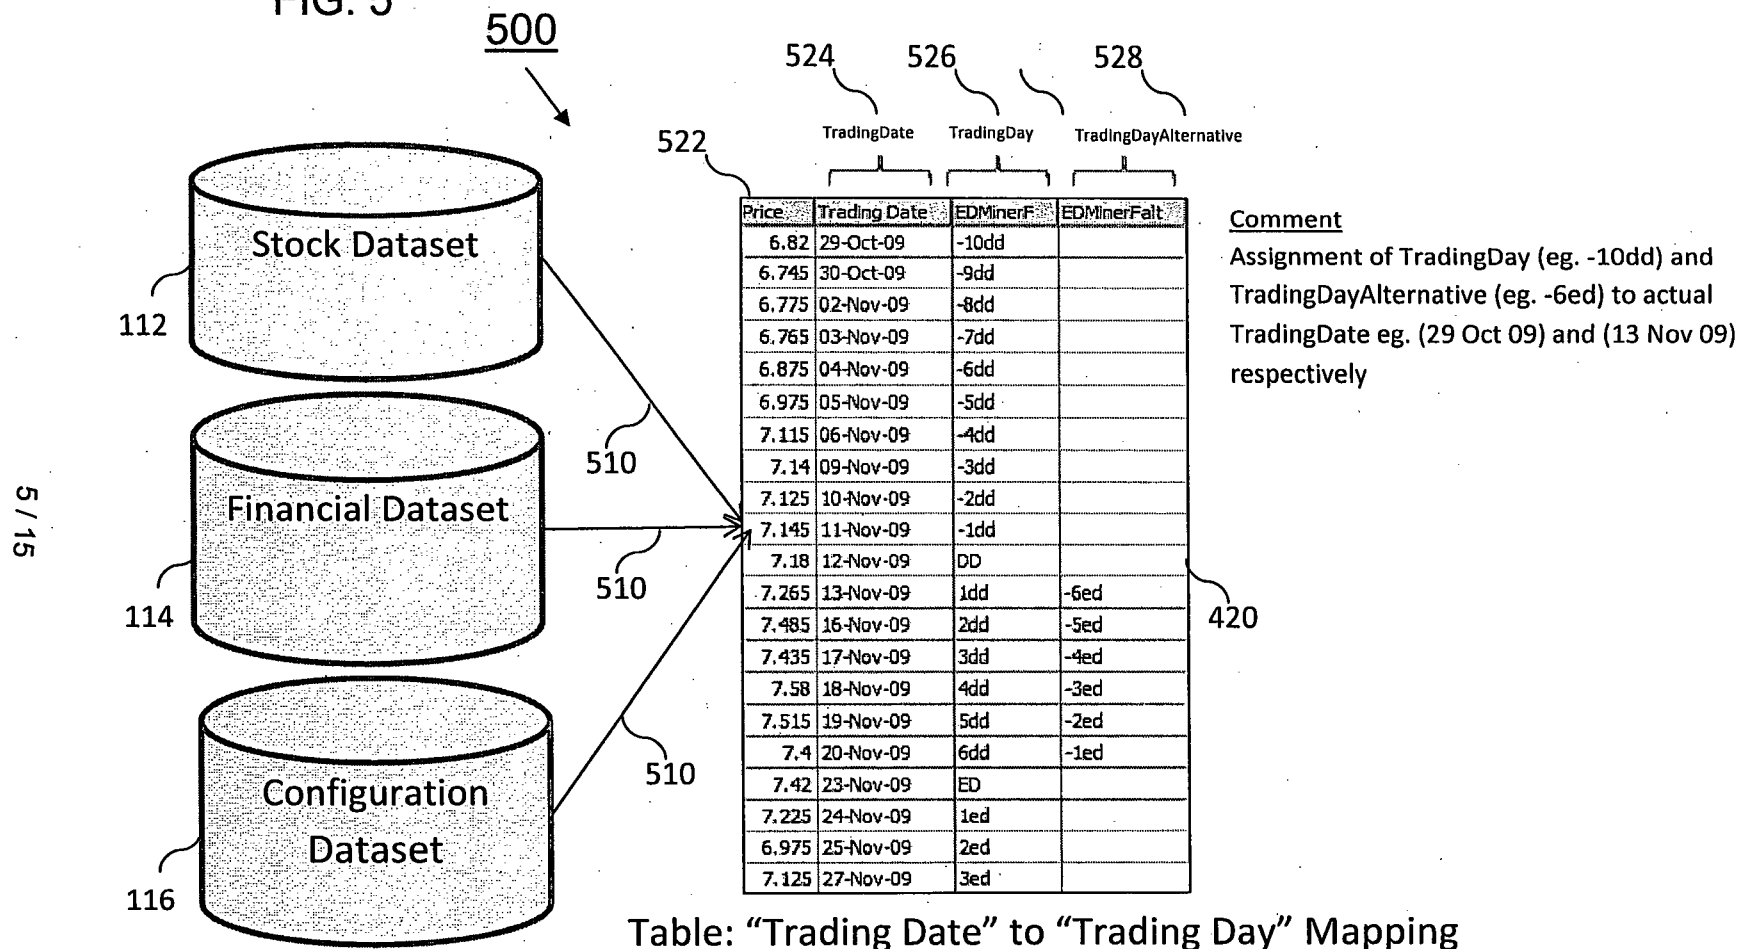 FIG. 5
500
524
526
528
TradingDate
TradingDay
TradingDayAlternative
522
Price
Trading Date
EDMinerF
EDMinerFalt
6.82 29-Oct-09 -10dd
6.745 30-Oct-09 -9dd
6.775 02-Nov-09 -8dd
6.765 03-Nov-09 -7dd
6.875 04-Nov-09 -6dd
6.975 05-Nov-09 -5dd
7.115 06-Nov-09 -4dd
7.14 09-Nov-09 -3dd
7.125 10-Nov-09 -2dd
7.145 11-Nov-09 -1dd
7.18 12-Nov-09 DD
7.265 13-Nov-09 1dd -6ed
7.485 16-Nov-09 2dd -5ed
7.435 17-Nov-09 3dd -4ed
7.58 18-Nov-09 4dd -3ed
7.515 19-Nov-09 5dd -2ed
7.4 20-Nov-09 6dd -1ed
7.42 23-Nov-09 ED
7.225 24-Nov-09 1ed
6.975 25-Nov-09 2ed
7.125 27-Nov-09 3ed
Stock Dataset
112
510
Financial Dataset
114
510
Configuration
Dataset
116
510
420
Comment
Assignment of TradingDay (eg. -10dd) and
TradingDayAlternative (eg. -6ed) to actual
TradingDate eg. (29 Oct 09) and (13 Nov 09)
respectively
Table: "Trading Date" to "Trading Day" Mapping
5 / 15